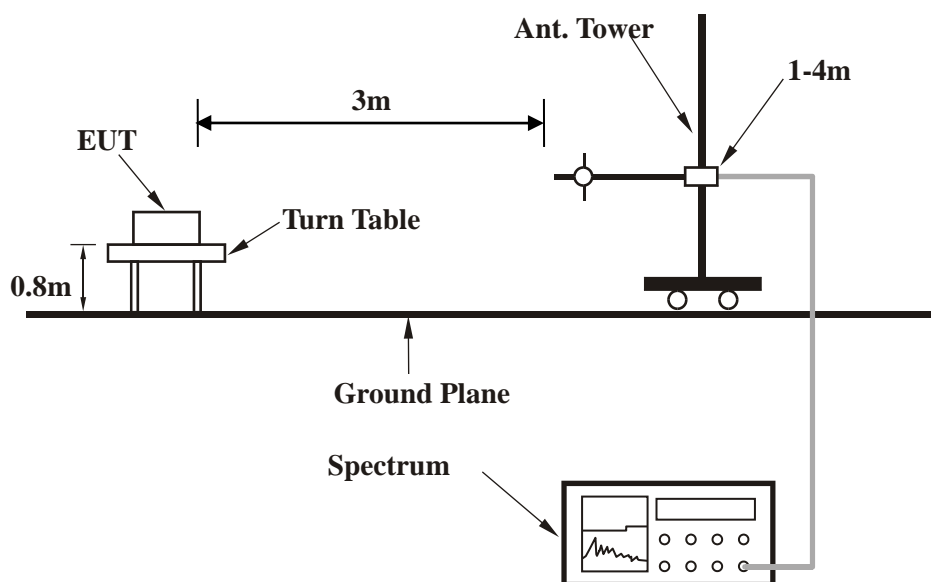 Ant. Tower
1-4m
3m
EUT
Turn Table
0.8m
Ground Plane
Spectrum